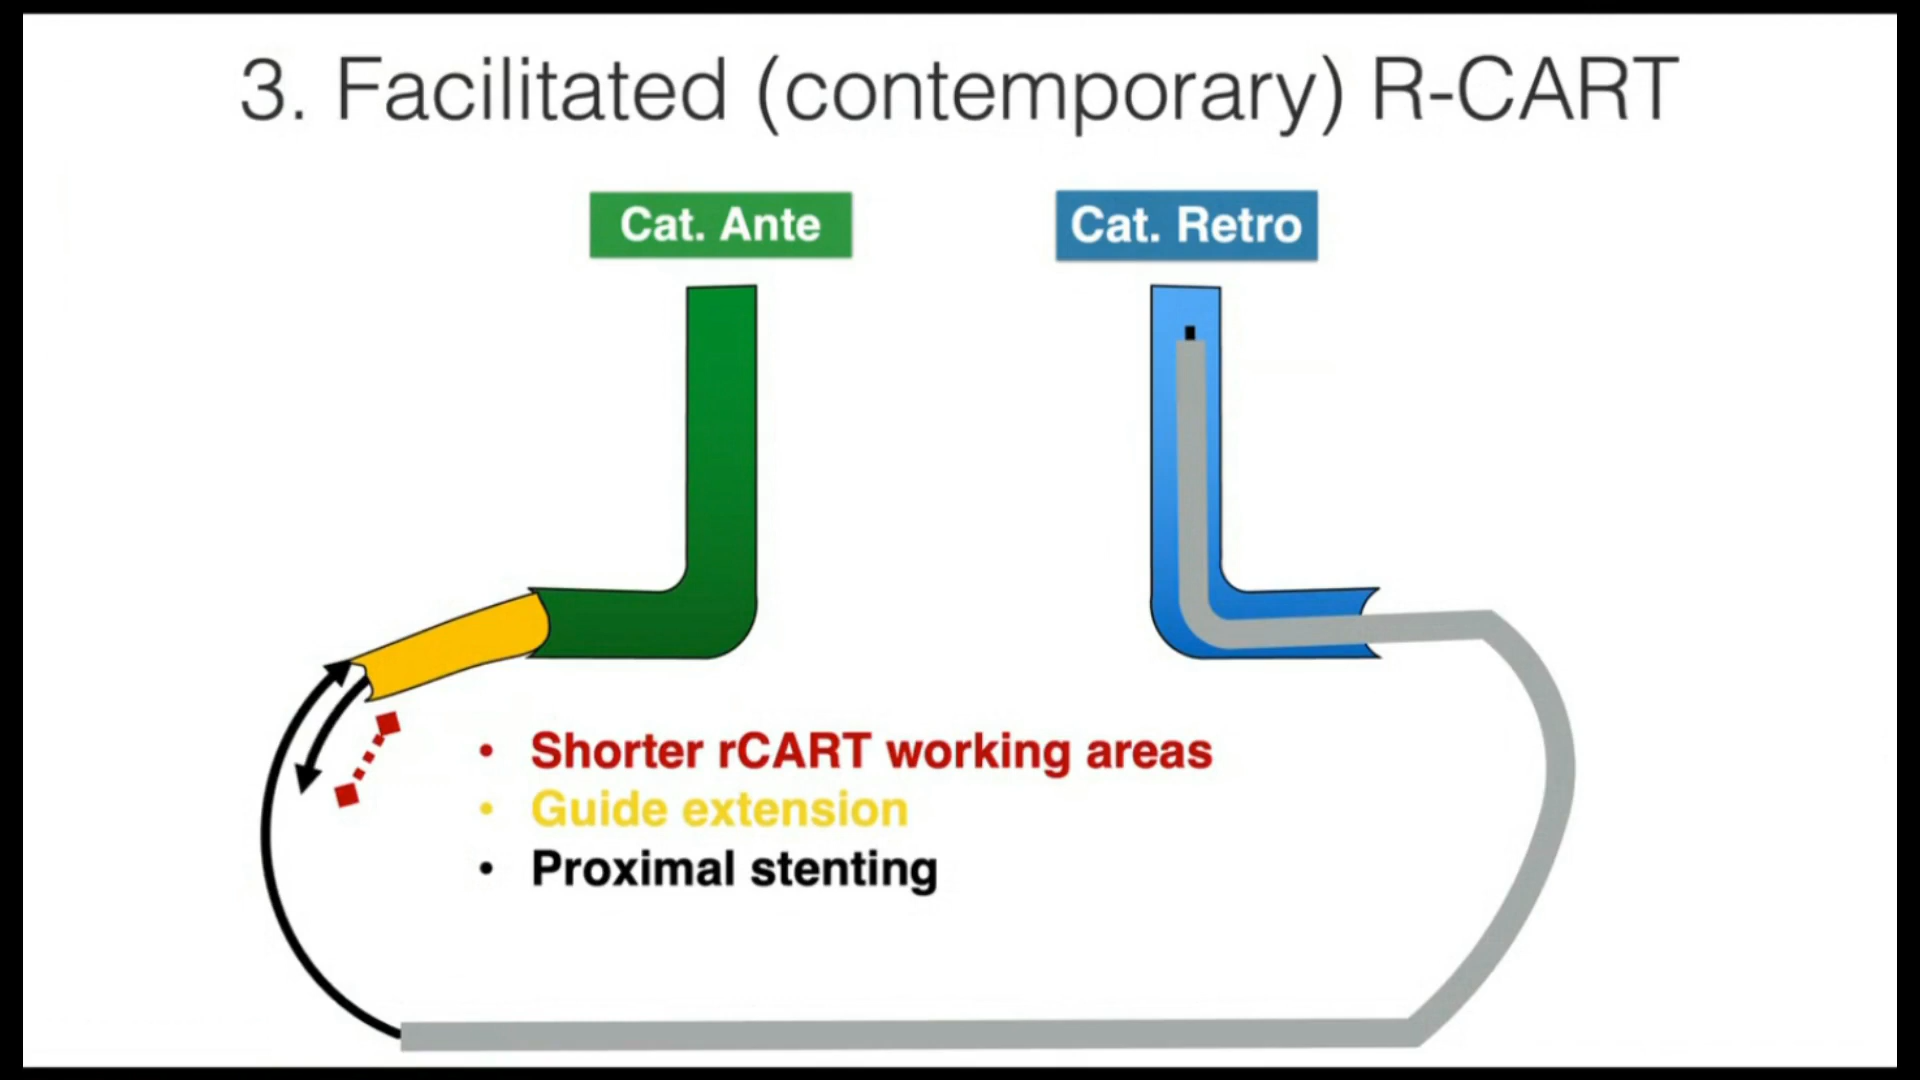 3. Facilitated (contemporary) R-CART
Cat. Ante
Cat. Retro
• Shorter rCART working areas
• Guide extension
• Proximal stenting